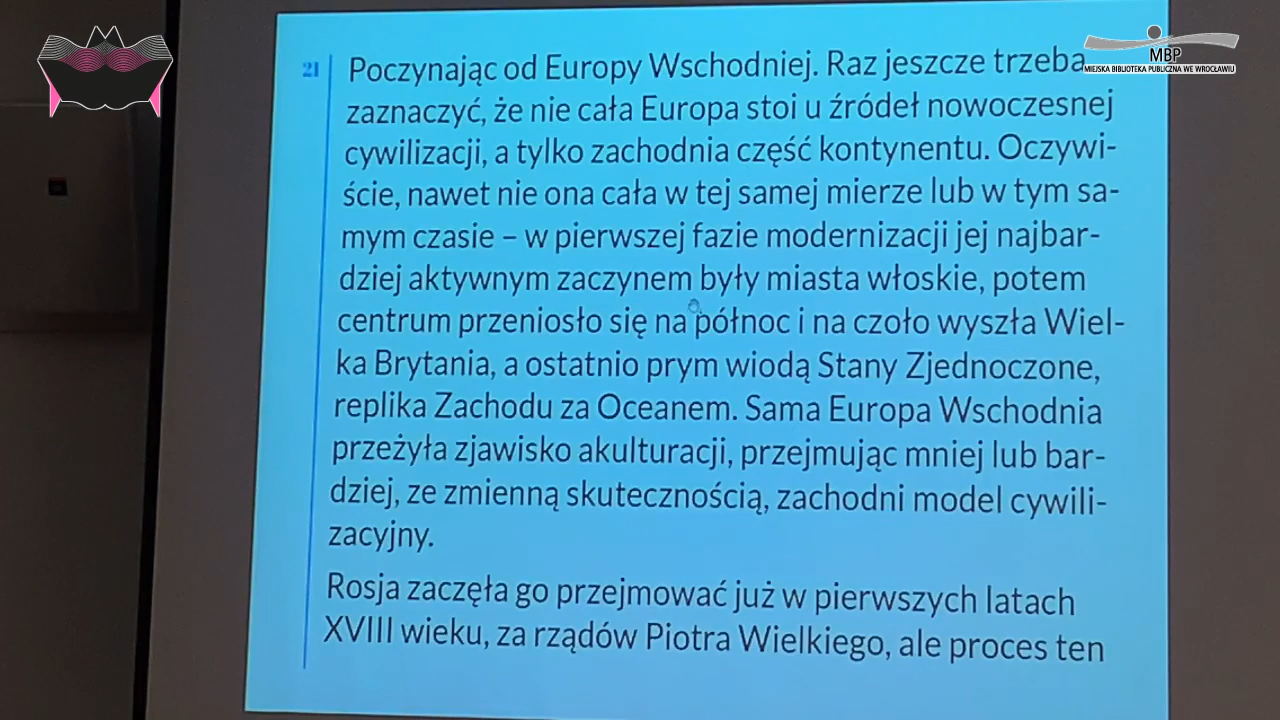 MBP
MIEJSKA BIBLIOTEKA PUBLICZNA WE WROCŁAWIU
21
Poczynając od Europy Wschodniej. Raz jeszcze trzeba
zaznaczyć, że nie cała Europa stoi u źródeł nowoczesnej
cywilizacji, a tylko zachodnia część kontynentu. Oczywi-
ście, nawet nie ona cała w tej samej mierze lub w tym sa-
mym czasie – w pierwszej fazie modernizacji jej najbar-
dziej aktywnym zaczynem były miasta włoskie, potem
centrum przeniosło się na północ i na czoło wyszła Wiel-
ka Brytania, a ostatnio prym wiodą Stany Zjednoczone,
replika Zachodu za Oceanem. Sama Europa Wschodnia
przeżyła zjawisko akulturacji, przejmując mniej lub bar-
dziej, ze zmienną skutecznością, zachodni model cywili-
zacyjny.
Rosja zaczęła go przejmować już w pierwszych latach
XVIII wieku, za rządów Piotra Wielkiego, ale proces ten